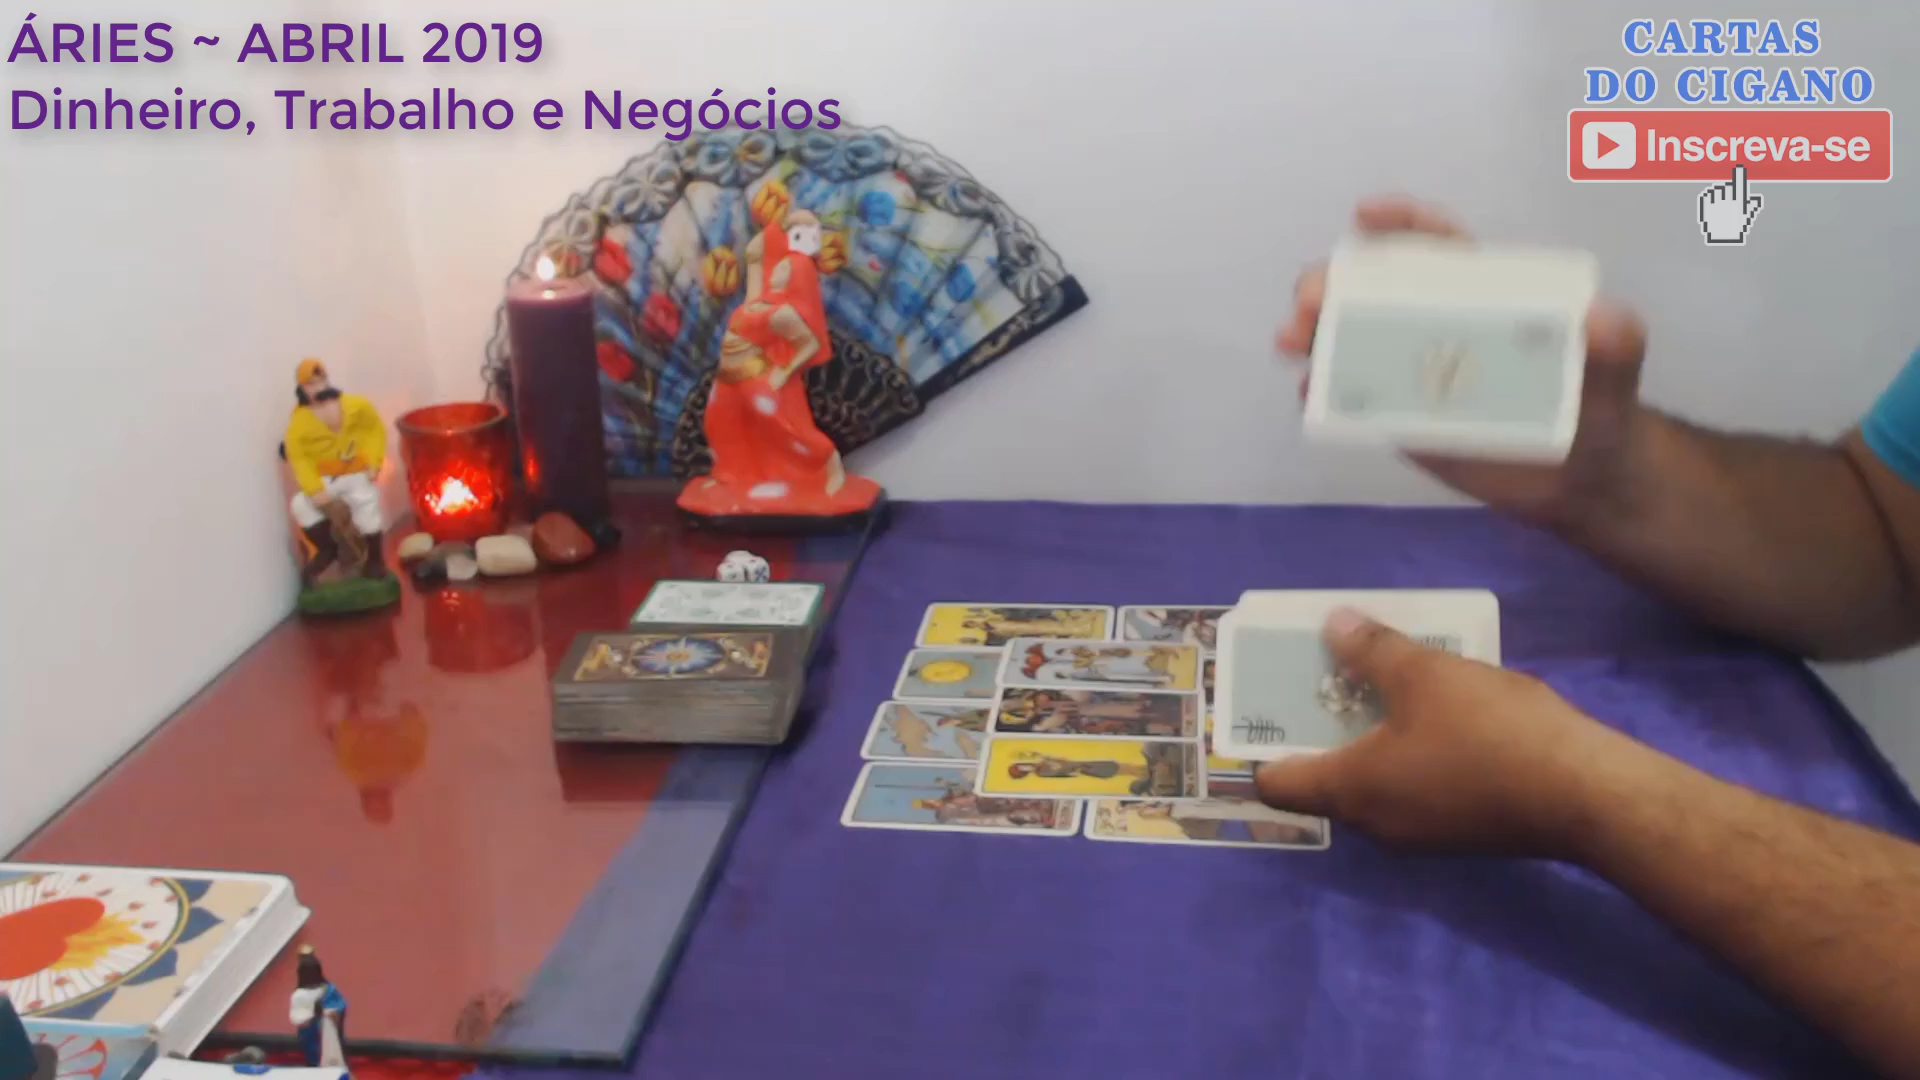 ÁRIES ~ ABRIL 2019
Dinheiro, Trabalho e Negócios
CARTAS
DO CIGANO
Inscreva-se